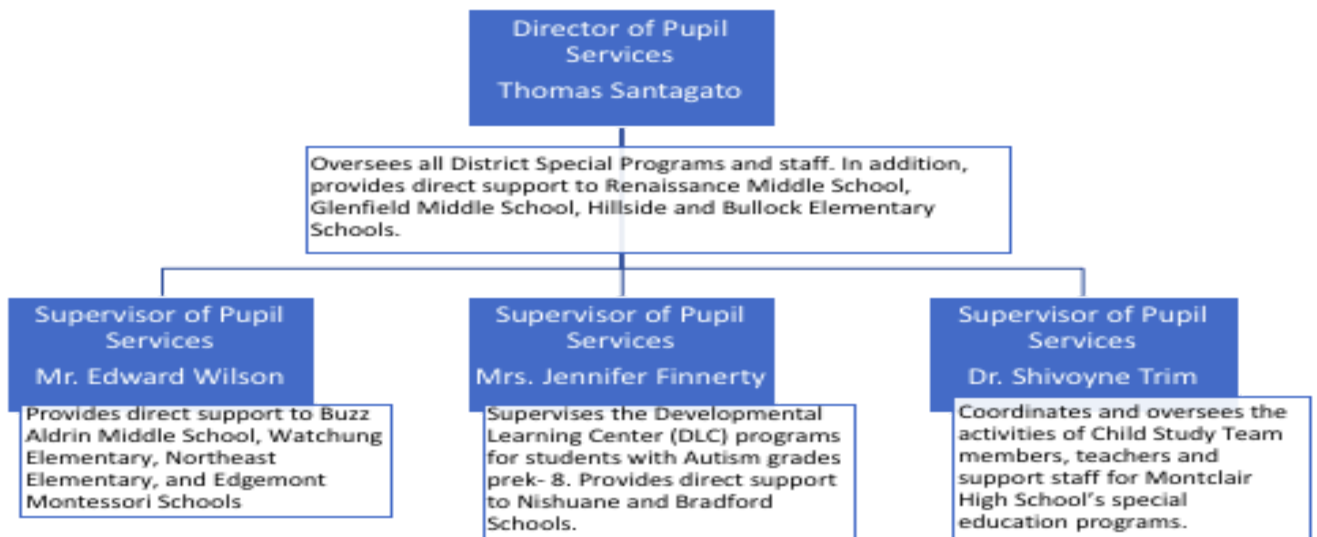 Director of Pupil
Services
Thomas Santagato
Oversees all District Special Programs and staff. In addition,
provides direct support to Renaissance Middle School,
Glenfield Middle School, Hillside and Bullock Elementary
Schools.
Supervisor of Pupil
Services
Mr. Edward Wilson
Provides direct support to Buzz
Aldrin Middle School, Watchung
Elementary, Northeast
Elementary, and Edgemont
Montessori Schools
Supervisor of Pupil
Services
Mrs. Jennifer Finnerty
Supervises the Developmental
Learning Center (DLC) programs
for students with Autism grades
prek- 8. Provides direct support
to Nishuane and Bradford
Schools.
Supervisor of Pupil
Services
Dr. Shivoyne Trim
Coordinates and oversees the
activities of Child Study Team
members, teachers and
support staff for Montclair
High School's special
education programs.